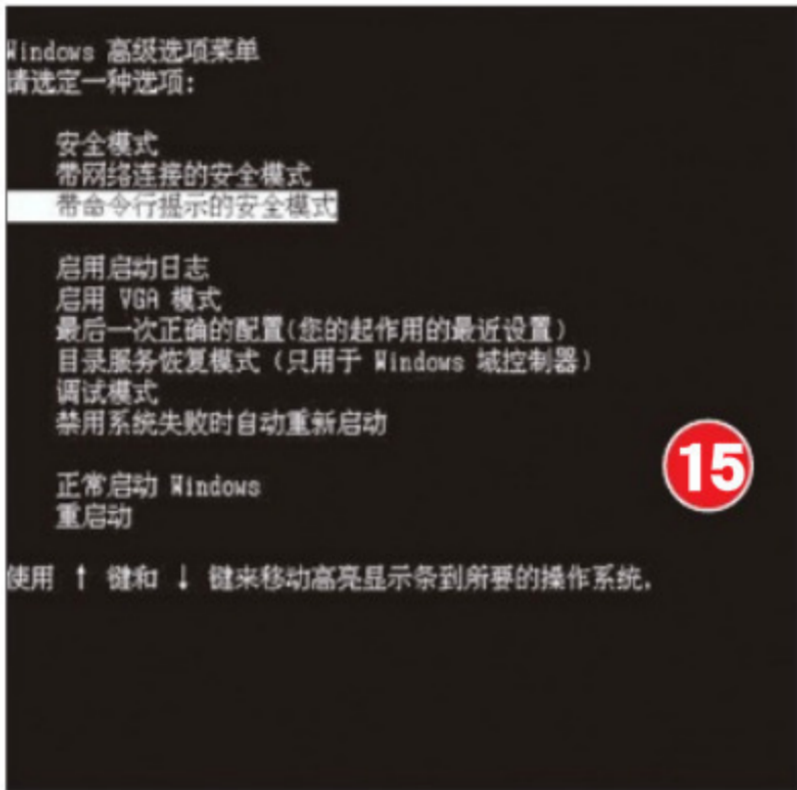 Windows 高级选项菜单
请选定一种选项:
安全模式
带网络连接的安全模式
带命令行提示的安全模式
启用启动日志
启用 VGA 模式
最后一次正确的配置(您的起作用的最近设置)
目录服务恢复模式 (只用于 Windows 域控制器)
调试模式
禁用系统失败时自动重新启动
15
正常启动 Windows
重启动
使用 ↑ 键和 ↓ 键来移动高亮显示条到所要的操作系统.